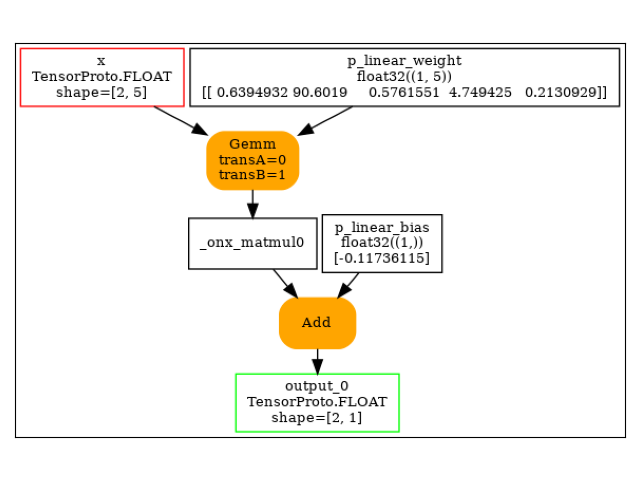 x
TensorProto.FLOAT
shape=[2, 5]
p_linear_weight
float32((1, 5))
[[ 0.6394932 90.6019     0.5761551  4.749425   0.2130929]]
Gemm
transA=0
transB=1
_onx_matmul0
p_linear_bias
float32((1,))
[-0.11736115]
Add
output_0
TensorProto.FLOAT
shape=[2, 1]